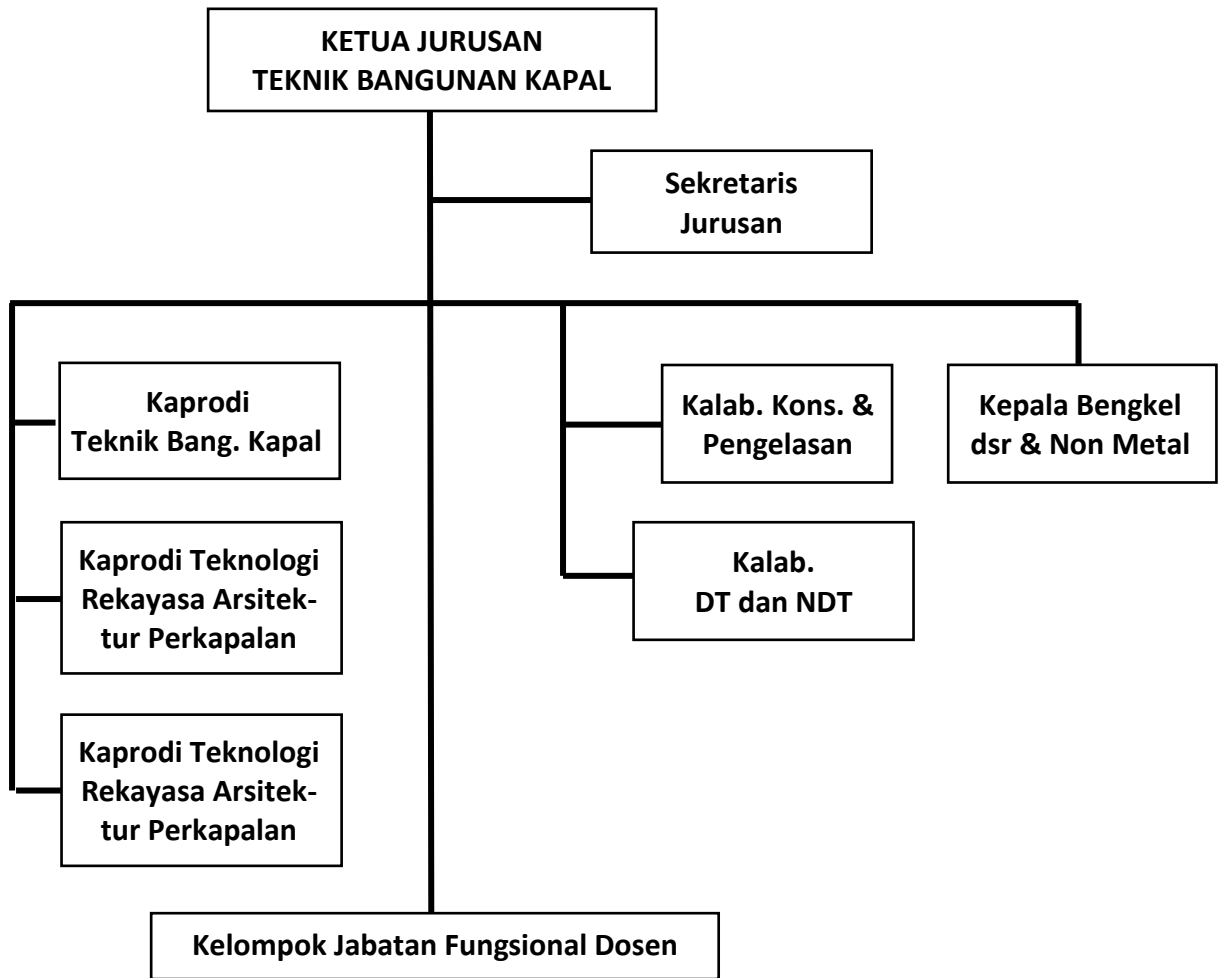 KETUA JURUSAN
TEKNIK BANGUNAN KAPAL
Sekretaris
Jurusan
Kaprodi
Teknik Bang. Kapal
Kalab. Kons. &
Pengelasan
Kepala Bengkel
dsr & Non Metal
Kaprodi Teknologi
Rekayasa Arsitek-
tur Perkapalan
Kalab.
DT dan NDT
Kaprodi Teknologi
Rekayasa Arsitek-
tur Perkapalan
Kelompok Jabatan Fungsional Dosen